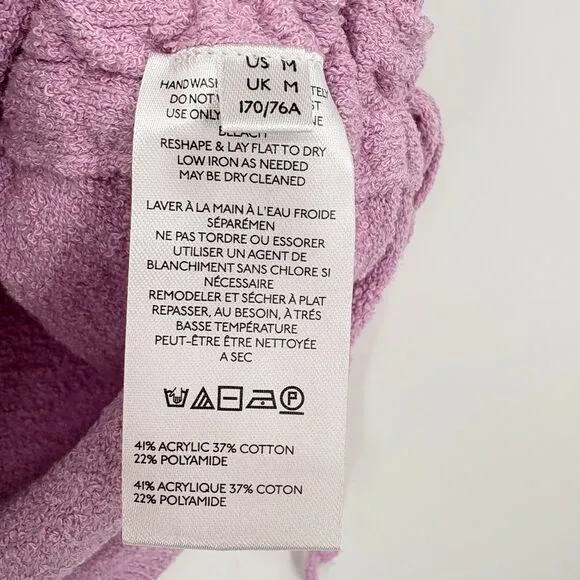 US M
UK M
170/76A
HAND WASH
DO NOT
USE ONLY
BLEACH
RESHAPE & LAY FLAT TO DRY
LOW IRON AS NEEDED
MAY BE DRY CLEANED
LAVER À LA MAIN À L'EAU FROIDE
SÉPARÉMEN
NE PAS TORDRE OU ESSORER
UTILISER UN AGENT DE
BLANCHIMENT SANS CHLORE SI
NÉCESSAIRE
REMODELER ET SÉCHER À PLAT
REPASSER, AU BESOIN, À TRÉS
BASSE TEMPÉRATURE
PEUT-ÊTRE ÊTRE NETTOYÉE
A SEC
P
41% ACRYLIC 37% COTTON
22% POLYAMIDE
41% ACRYLIQUE 37% COTON
22% POLYAMIDE